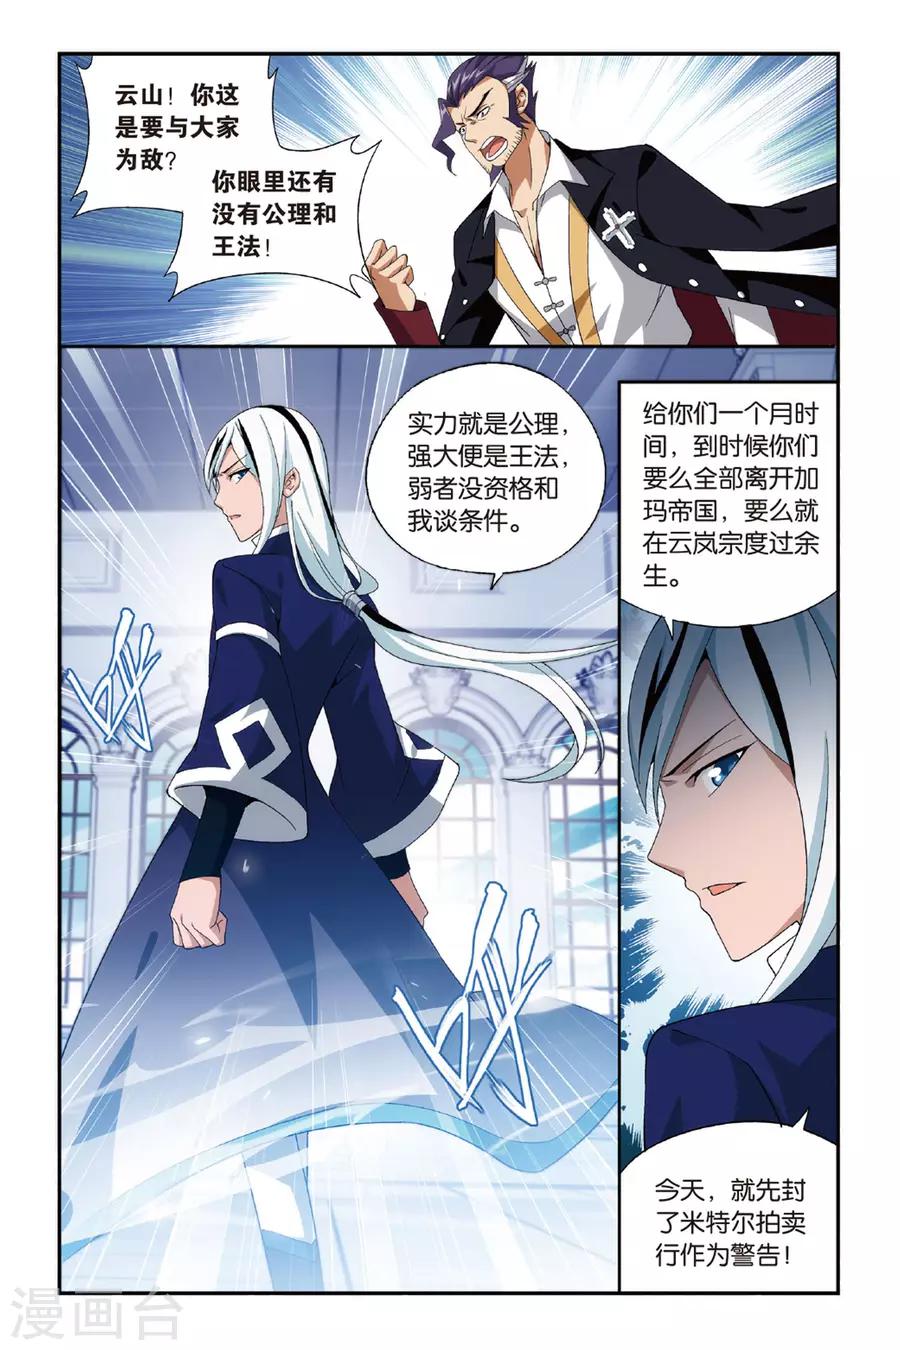 云山！你这
是要与大家
为敌？
你眼里还有
没有公理和
王法！
实力就是公理，
强大便是王法，
弱者没资格和
我谈条件。
给你们一个月时
间，到时候你们
要么全部离开加
玛帝国，要么就
在云岚宗度过余
生。
今天，就先封
了米特尔拍卖
行作为警告！
漫画台